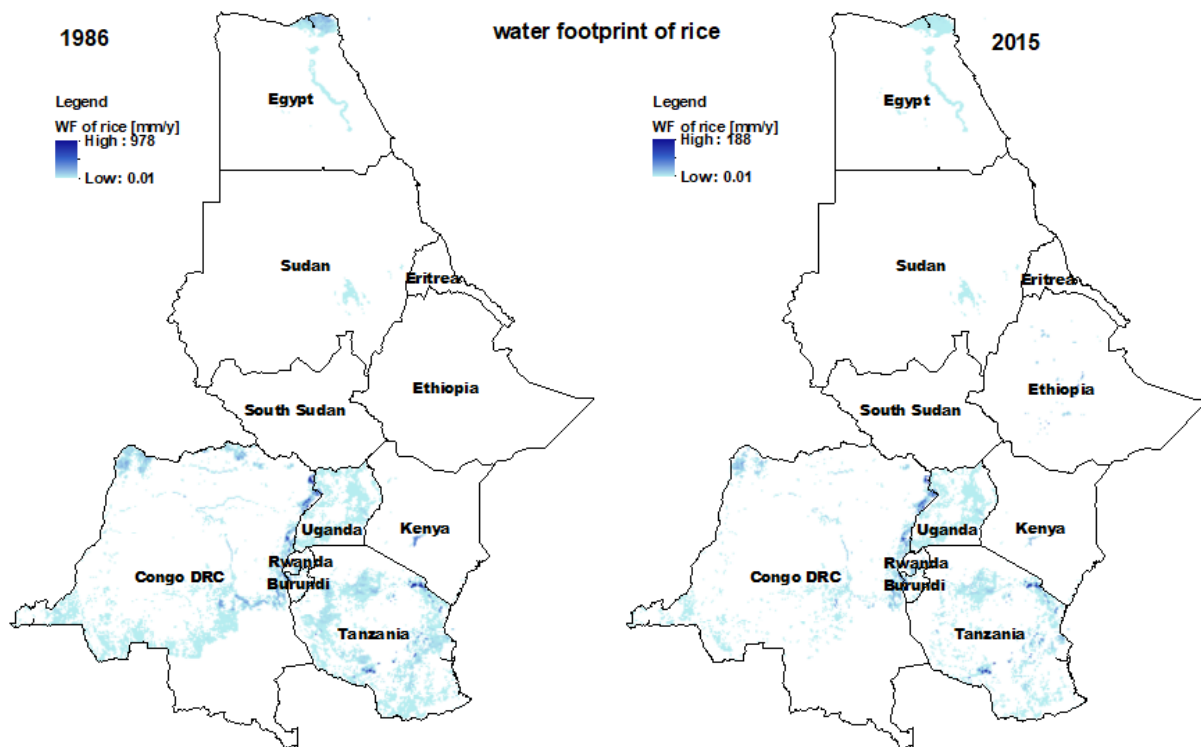 water footprint of rice
1986
Legend
WF of rice [mm/y]
High : 978
Low: 0.01
Egypt
Sudan
Eritrea
Ethiopia
South Sudan
Uganda
Kenya
Rwanda
Congo DRC
Burundi
Tanzania
2015
Legend
WF of rice [mm/y]
High : 188
Low: 0.01
Egypt
Sudan
Eritrea
Ethiopia
South Sudan
Uganda
Kenya
Rwanda
Congo DRC
Burundi
Tanzania